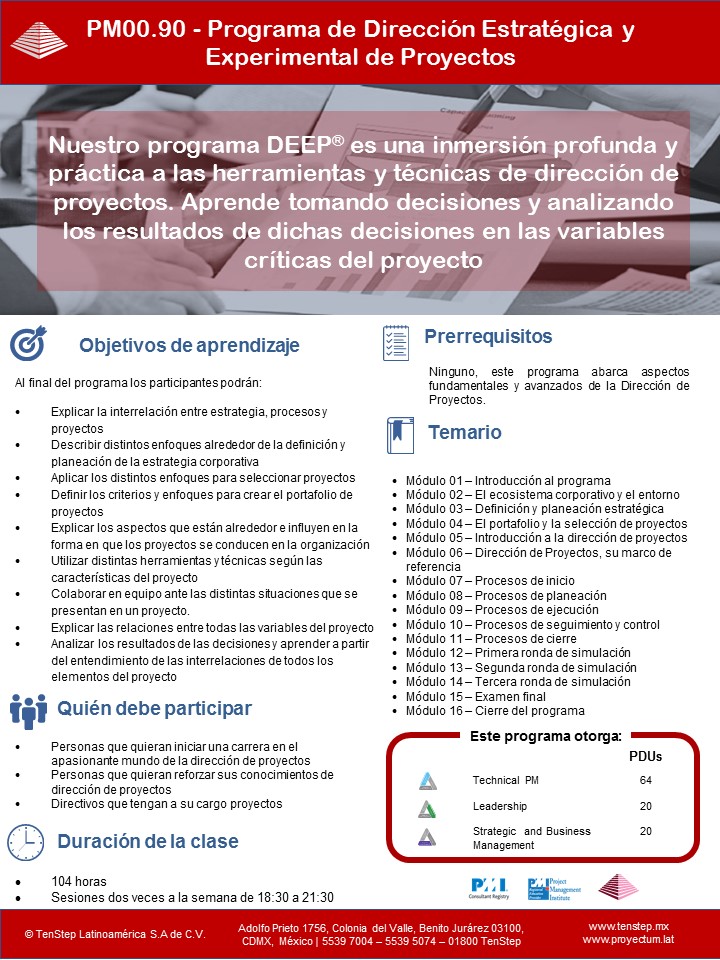 PM00.90 - Programa de Dirección Estratégica y
Experimental de Proyectos
Nuestro programa DEEP® es una inmersión profunda y
práctica a las herramientas y técnicas de dirección de
proyectos. Aprende tomando decisiones y analizando
los resultados de dichas decisiones en las variables
críticas del proyecto
Objetivos de aprendizaje
Al final del programa los participantes podrán:
• Explicar la interrelación entre estrategia, procesos y
proyectos
• Describir distintos enfoques alrededor de la definición y
planeación de la estrategia corporativa
• Aplicar los distintos enfoques para seleccionar proyectos
• Definir los criterios y enfoques para crear el portafolio de
proyectos
• Explicar los aspectos que están alrededor e influyen en la
forma en que los proyectos se conducen en la organización
• Utilizar distintas herramientas y técnicas según las
características del proyecto
• Colaborar en equipo ante las distintas situaciones que se
presentan en un proyecto.
• Explicar las relaciones entre todas las variables del proyecto
• Analizar los resultados de las decisiones y aprender a partir
del entendimiento de las interrelaciones de todos los
elementos del proyecto
Quién debe participar
• Personas que quieran iniciar una carrera en el
apasionante mundo de la dirección de proyectos
• Personas que quieran reforzar sus conocimientos de
dirección de proyectos
• Directivos que tengan a su cargo proyectos
Duración de la clase
• 104 horas
• Sesiones dos veces a la semana de 18:30 a 21:30
Prerrequisitos
Ninguno, este programa abarca aspectos
fundamentales y avanzados de la Dirección de
Proyectos.
Temario
• Módulo 01 – Introducción al programa
• Módulo 02 – El ecosistema corporativo y el entorno
• Módulo 03 – Definición y planeación estratégica
• Módulo 04 – El portafolio y la selección de proyectos
• Módulo 05 – Introducción a la dirección de proyectos
• Módulo 06 – Dirección de Proyectos, su marco de
referencia
• Módulo 07 – Procesos de inicio
• Módulo 08 – Procesos de planeación
• Módulo 09 – Procesos de ejecución
• Módulo 10 – Procesos de seguimiento y control
• Módulo 11 – Procesos de cierre
• Módulo 12 – Primera ronda de simulación
• Módulo 13 – Segunda ronda de simulación
• Módulo 14 – Tercera ronda de simulación
• Módulo 15 – Examen final
• Módulo 16 – Cierre del programa
Este programa otorga:
PDUs
Technical PM 64
Leadership 20
Strategic and Business 20
Management
PMI
Consultant Registry
PMI Project
Management
Institute
© TenStep Latinoamérica S.A de C.V.
Adolfo Prieto 1756, Colonia del Valle, Benito Jurárez 03100,
CDMX, México | 5539 7004 – 5539 5074 – 01800 TenStep
www.tenstep.mx
www.proyectum.lat